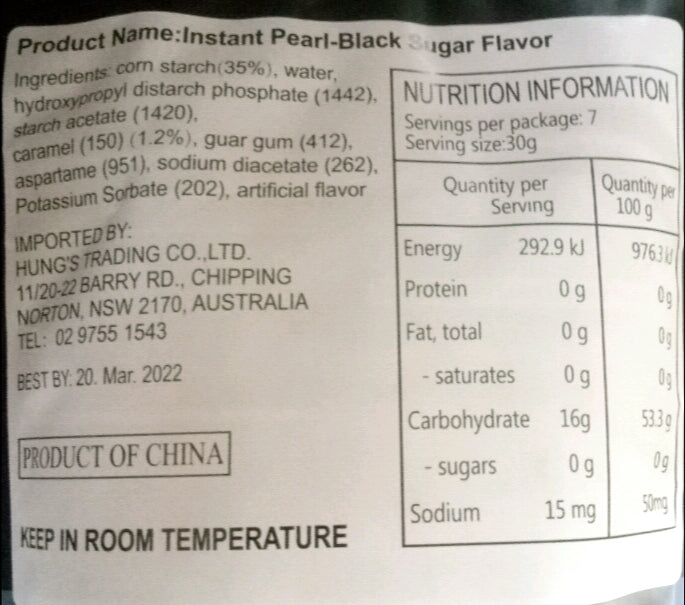 Product Name:Instant Pearl-Black Sugar Flavor
Ingredients: corn starch(35%), water,
hydroxypropyl distarch phosphate (1442),
starch acetate (1420),
caramel (150) (1.2%), guar gum (412),
aspartame (951), sodium diacetate (262),
Potassium Sorbate (202), artificial flavor
IMPORTED BY:
HUNG'S TRADING CO.,LTD.
11/20-22 BARRY RD., CHIPPING
NORTON, NSW 2170, AUSTRALIA
TEL: 02 9755 1543
BEST BY: 20. Mar. 2022
PRODUCT OF CHINA
KEEP IN ROOM TEMPERATURE
NUTRITION INFORMATION
Servings per package: 7
Serving size:30g
Quantity per Quantity per
Serving 100 g
Energy 292.9 kJ 976.3 kJ
Protein 0 g 0g
Fat, total 0 g 0g
- saturates 0 g 0g
Carbohydrate 16g 53.3 g
- sugars 0 g 0g
Sodium 15 mg 50mg